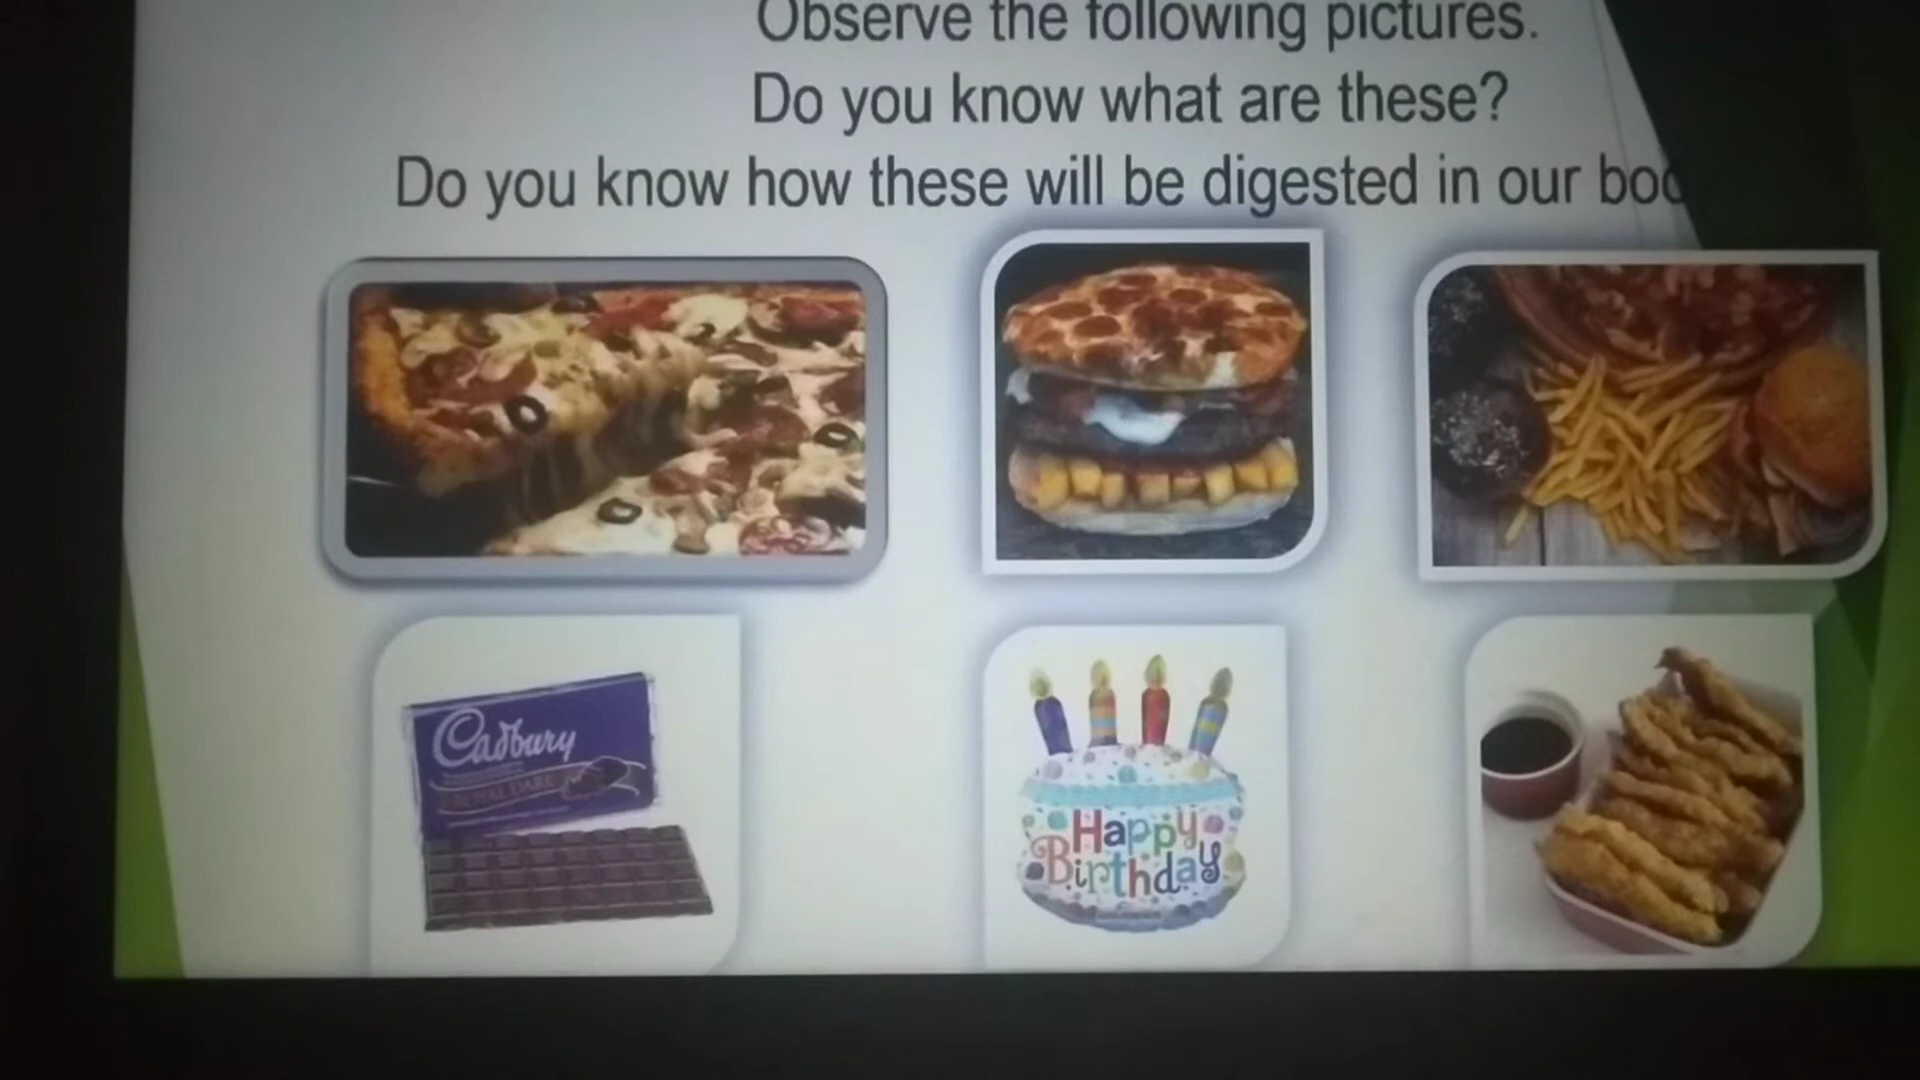 Observe the following pictures.
Do you know what are these?
Do you know how these will be digested in our
Cadbury
Happy
Birthday